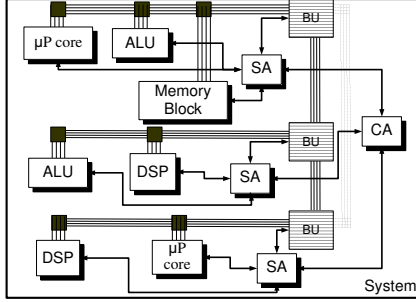 BU
µP core
ALU
SA
Memory
Block
CA
BU
ALU
DSP
SA
BU
DSP
µP
core
SA
System